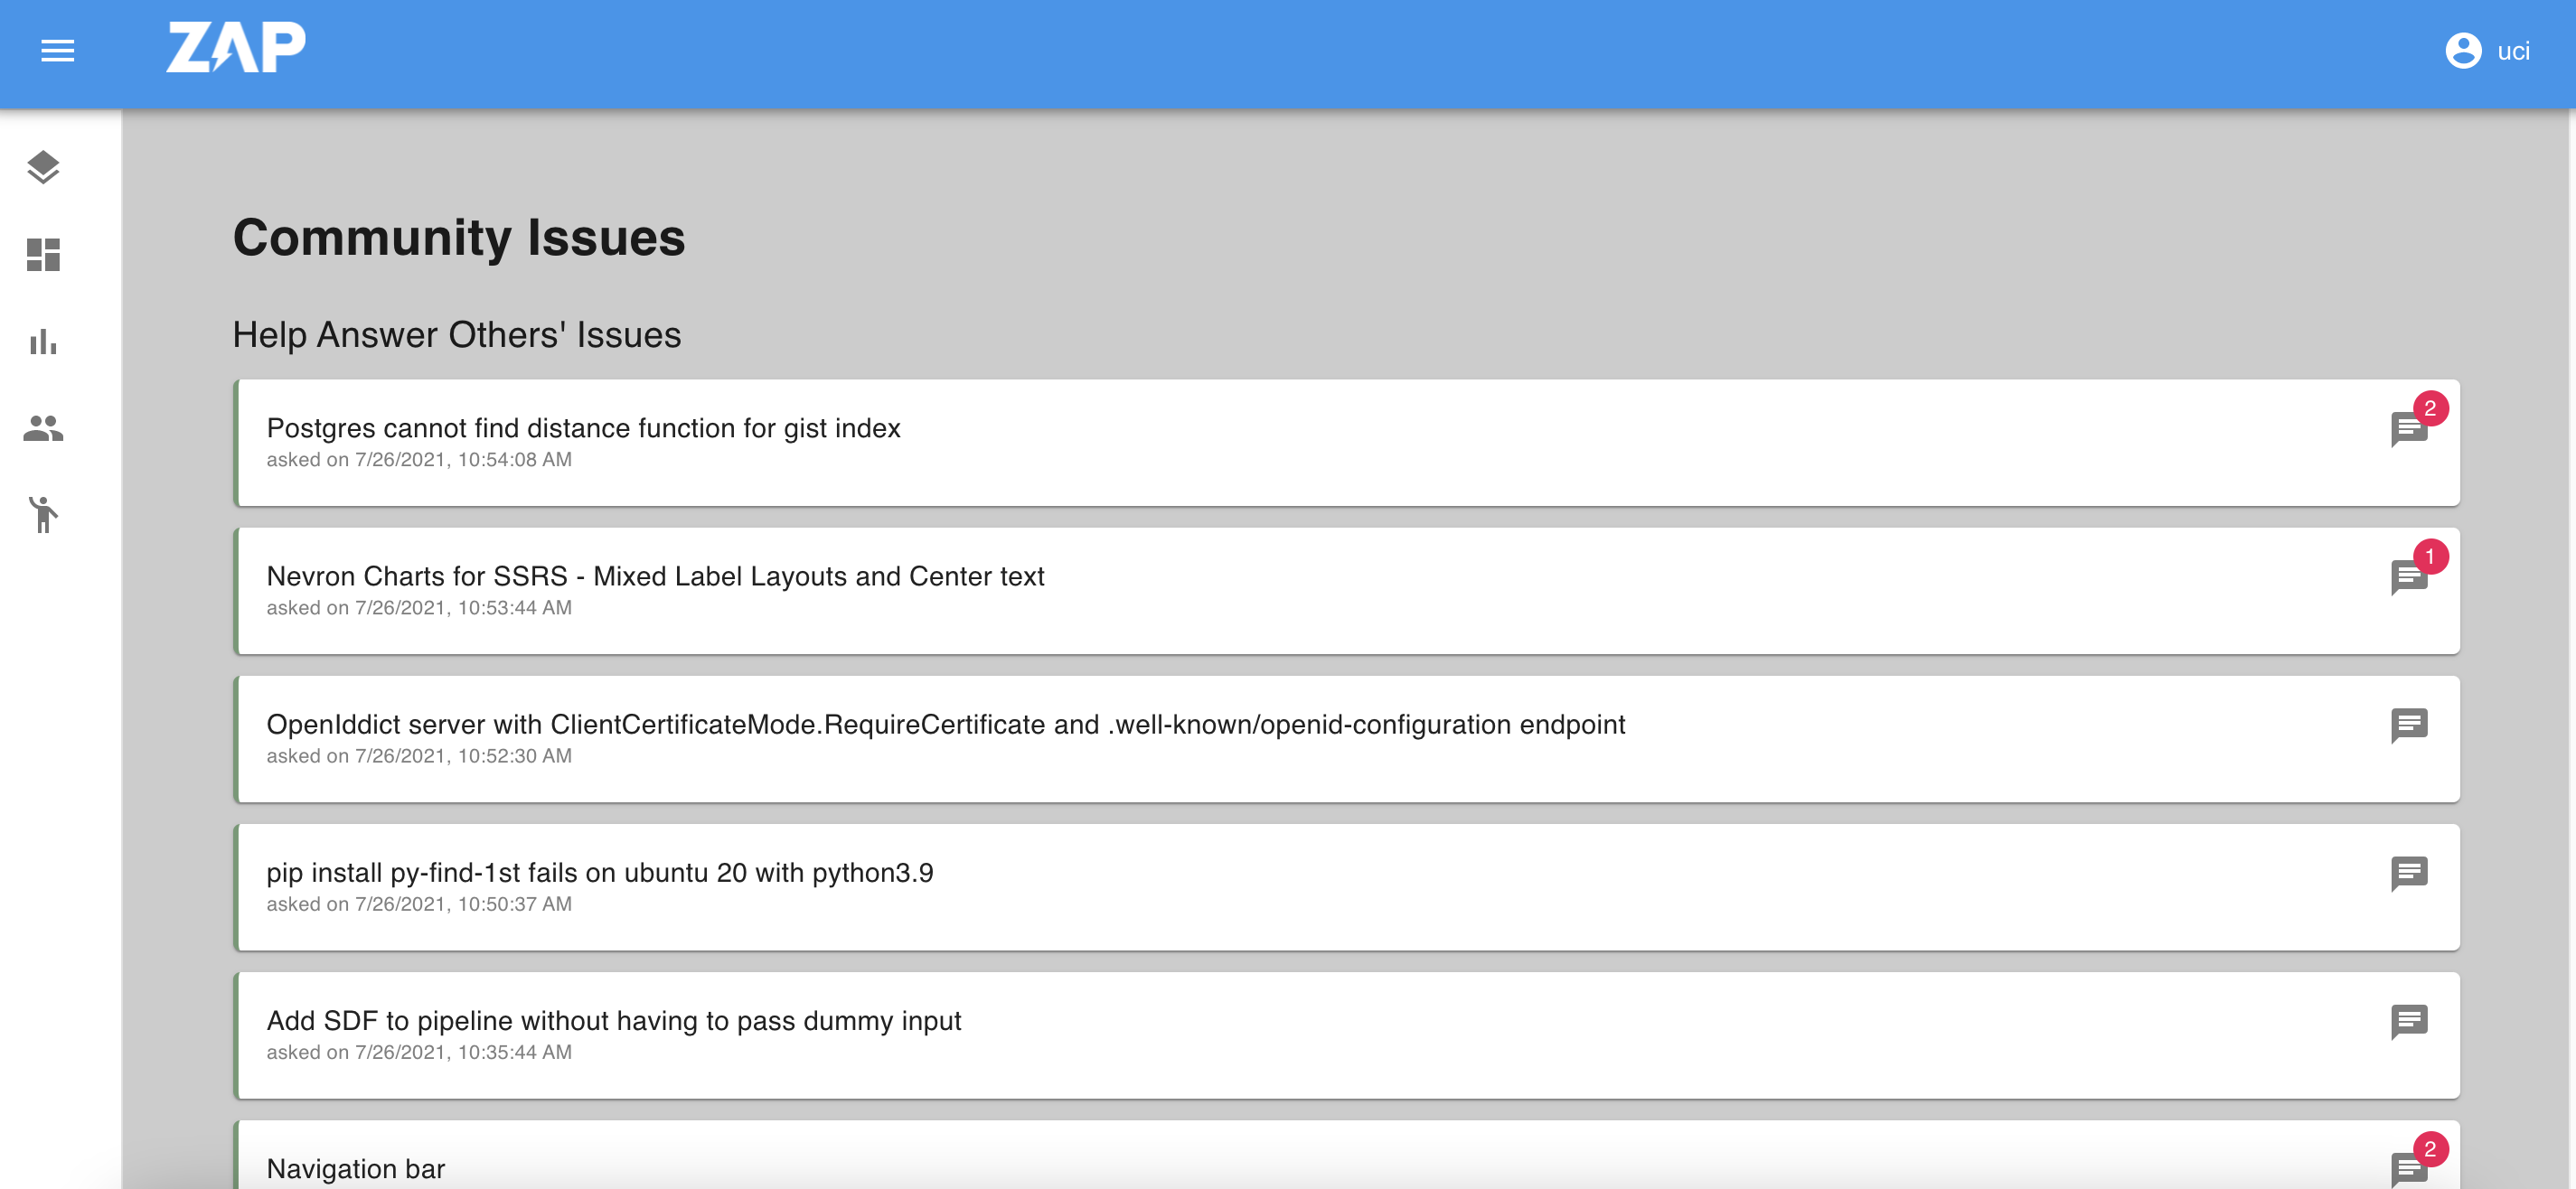 ZAP
uci
Community Issues
Help Answer Others' Issues
Postgres cannot find distance function for gist index
2
asked on 7/26/2021, 10:54:08 AM
Nevron Charts for SSRS - Mixed Label Layouts and Center text
1
asked on 7/26/2021, 10:53:44 AM
OpenIddict server with ClientCertificateMode.RequireCertificate and .well-known/openid-configuration endpoint
asked on 7/26/2021, 10:52:30 AM
pip install py-find-1st fails on ubuntu 20 with python3.9
asked on 7/26/2021, 10:50:37 AM
Add SDF to pipeline without having to pass dummy input
asked on 7/26/2021, 10:35:44 AM
Navigation bar
2